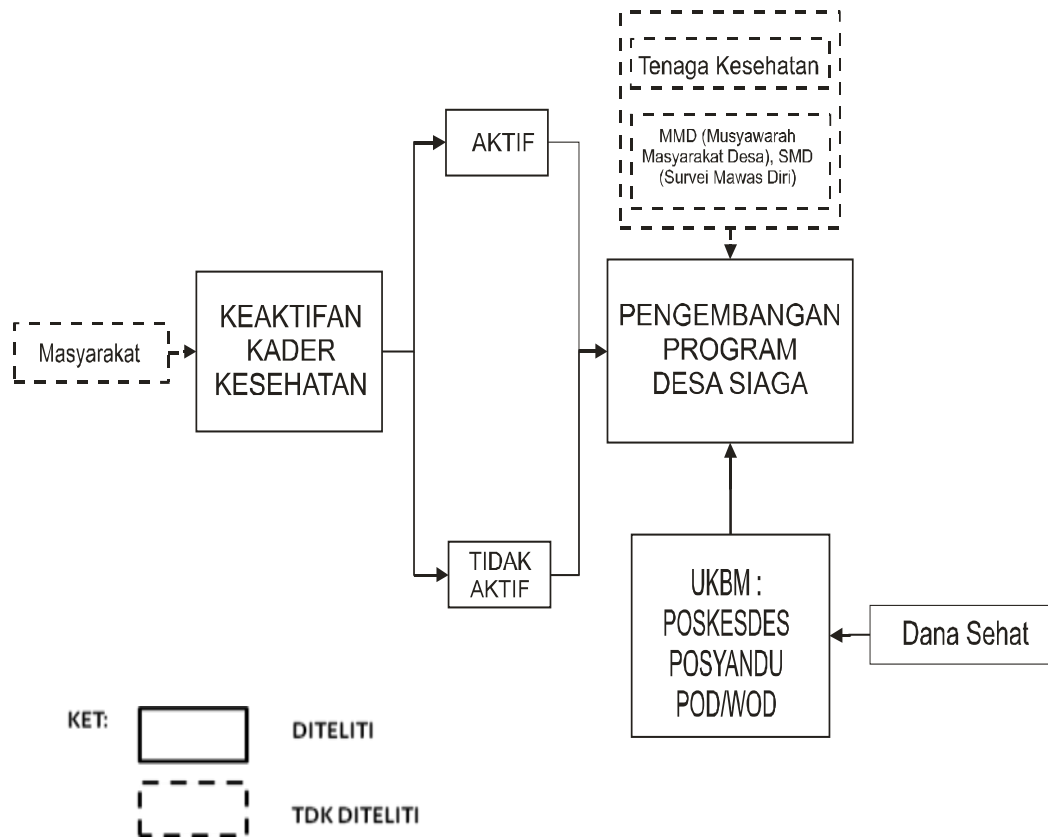 Tenaga Kesehatan
MMD (Musyawarah
Masyarakat Desa), SMD
(Survei Mawas Diri)
AKTIF
Masyarakat
KEAKTIFAN
KADER
KESEHATAN
PENGEMBANGAN
PROGRAM
DESA SIAGA
TIDAK
AKTIF
UKBM :
POSKESDES
POSYANDU
POD/WOD
Dana Sehat
KET:
DITELITI
TDK DITELITI